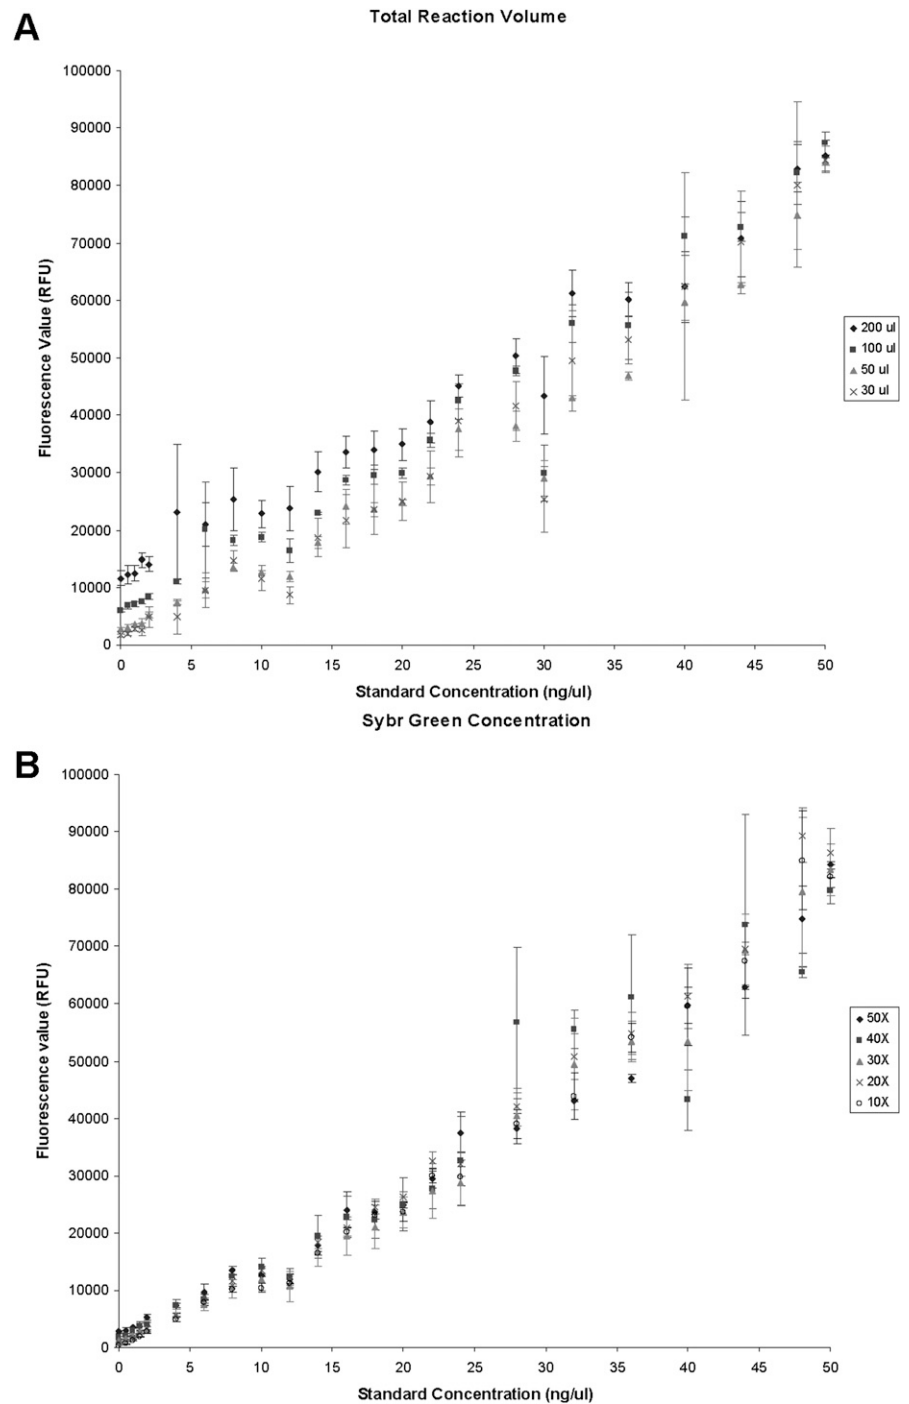 A
Total Reaction Volume
100000
90000
80000
70000
60000
50000
40000
30000
20000
10000
0
Fluorescence Value (RFU)
0 5 10 15 20 25 30 35 40 45 50
Standard Concentration (ng/ul)
200 ul
100 ul
50 ul
30 ul
Sybr Green Concentration
B
100000
90000
80000
70000
60000
50000
40000
30000
20000
10000
0
Fluorescence value (RFU)
0 5 10 15 20 25 30 35 40 45 50
Standard Concentration (ng/ul)
50X
40X
30X
20X
10X